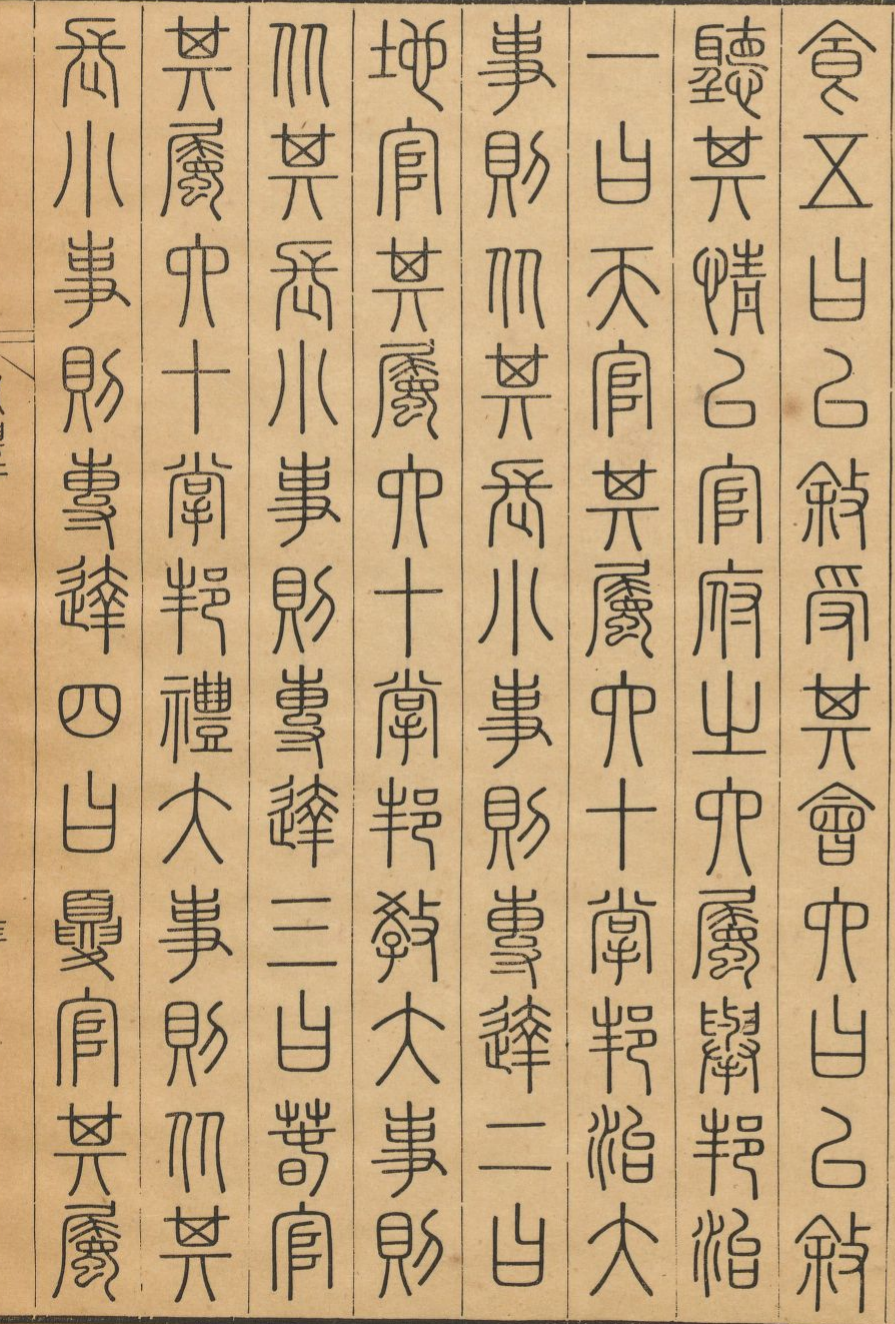 食五曰以敘受其會六曰以敘
聽其情以官府之六屬舉邦治
一曰天官其屬六十掌邦治大
事則从其長小事則專達二曰
地官其屬六十掌邦教大事則
从其長小事則專達三曰春官
其屬六十掌邦禮大事則从其
長小事則專達四曰夏官其屬